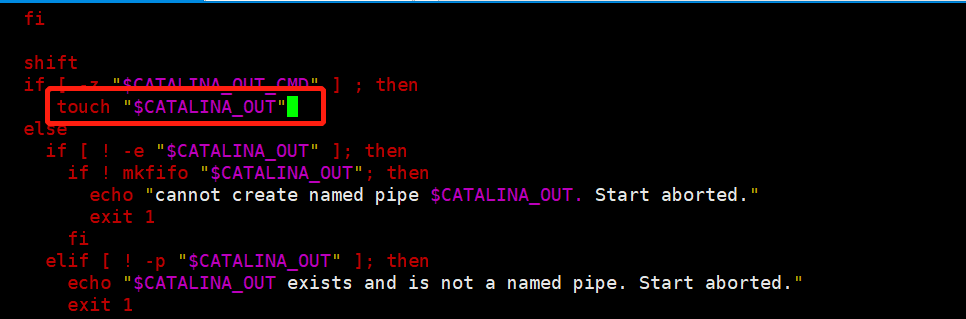 fi
shift
if [ -z "$CATALINA_OUT_CMD" ] ; then
touch "$CATALINA_OUT"
else
if [ ! -e "$CATALINA_OUT" ]; then
if ! mkfifo "$CATALINA_OUT"; then
echo "cannot create named pipe $CATALINA_OUT. Start aborted."
exit 1
fi
elif [ ! -p "$CATALINA_OUT" ]; then
echo "$CATALINA_OUT exists and is not a named pipe. Start aborted."
exit 1